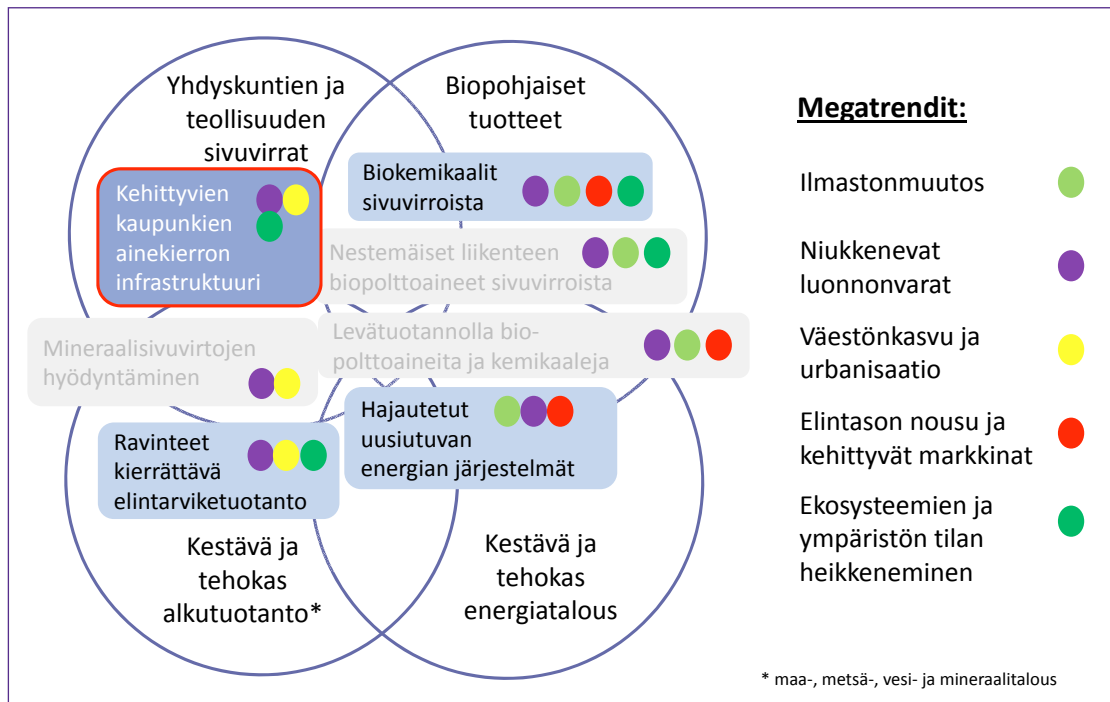 Yhdyskuntien ja
teollisuuden
sivuvirrat
Biopohjaiset
tuotteet
Kehittyvien
kaupunkien
ainekierron
infrastruktuuri
Biokemikaalit
sivuvirroista
Nestemäiset liikenteen
biopolttoaineet sivuvirroista
Mineraalisivuvirtojen
hyödyntäminen
Levätuotannolla bio-
polttoaineita ja kemikaaleja
Ravinteet
kierrättävä
elintarviketuotanto
Hajautetut
uusiutuvan
energian järjestelmät
Kestävä ja
tehokas
alkutuotanto*
Kestävä ja
tehokas
energiatalous
Megatrendit:
Ilmastonmuutos
Niukkenevat
luonnonvarat
Väestönkasvu ja
urbanisaatio
Elintason nousu ja
kehittyvät markkinat
Ekosysteemien ja
ympäristön tilan
heikkeneminen
* maa-, metsä-, vesi- ja mineraalitalous